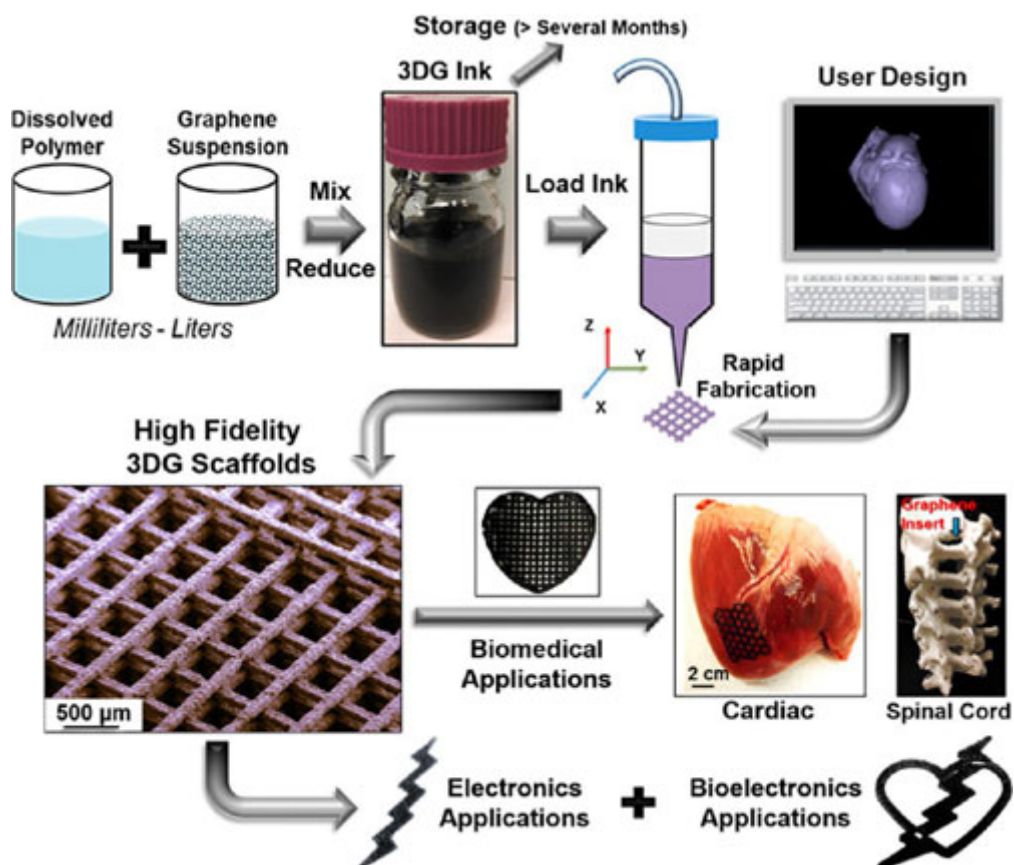 Storage (> Several Months)
3DG Ink
User Design
Dissolved
Polymer
Graphene
Suspension
Mix
Reduce
Load Ink
Milliliters - Liters
Z
Y
X
Rapid
Fabrication
High Fidelity
3DG Scaffolds
500 µm
Biomedical
Applications
2 cm
Cardiac
Graphene
Insert
Spinal Cord
Electronics
Applications
Bioelectronics
Applications